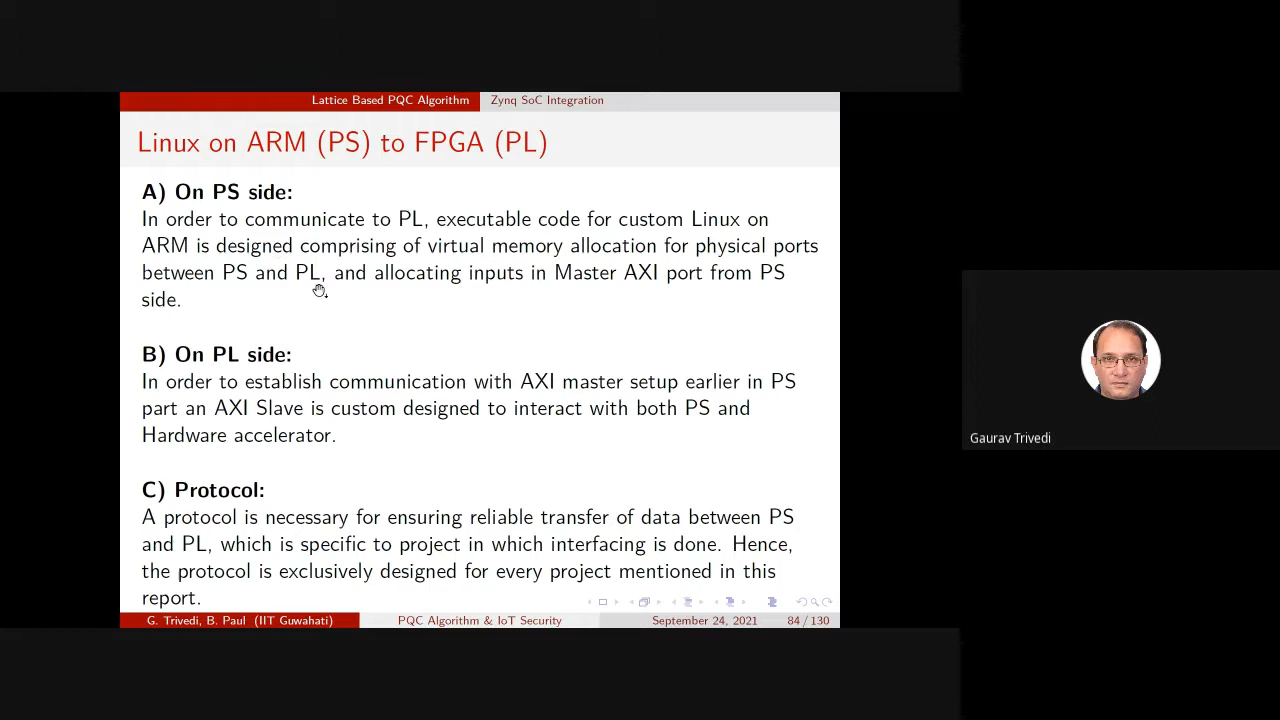 Lattice Based PQC Algorithm Zynq SoC Integration
Linux on ARM (PS) to FPGA (PL)
A) On PS side:
In order to communicate to PL, executable code for custom Linux on
ARM is designed comprising of virtual memory allocation for physical ports
between PS and PL, and allocating inputs in Master AXI port from PS
side.
B) On PL side:
In order to establish communication with AXI master setup earlier in PS
part an AXI Slave is custom designed to interact with both PS and
Hardware accelerator.
C) Protocol:
A protocol is necessary for ensuring reliable transfer of data between PS
and PL, which is specific to project in which interfacing is done. Hence,
the protocol is exclusively designed for every project mentioned in this
report.
G. Trivedi, B. Paul (IIT Guwahati) PQC Algorithm & IoT Security September 24, 2021 84 / 130
Gaurav Trivedi